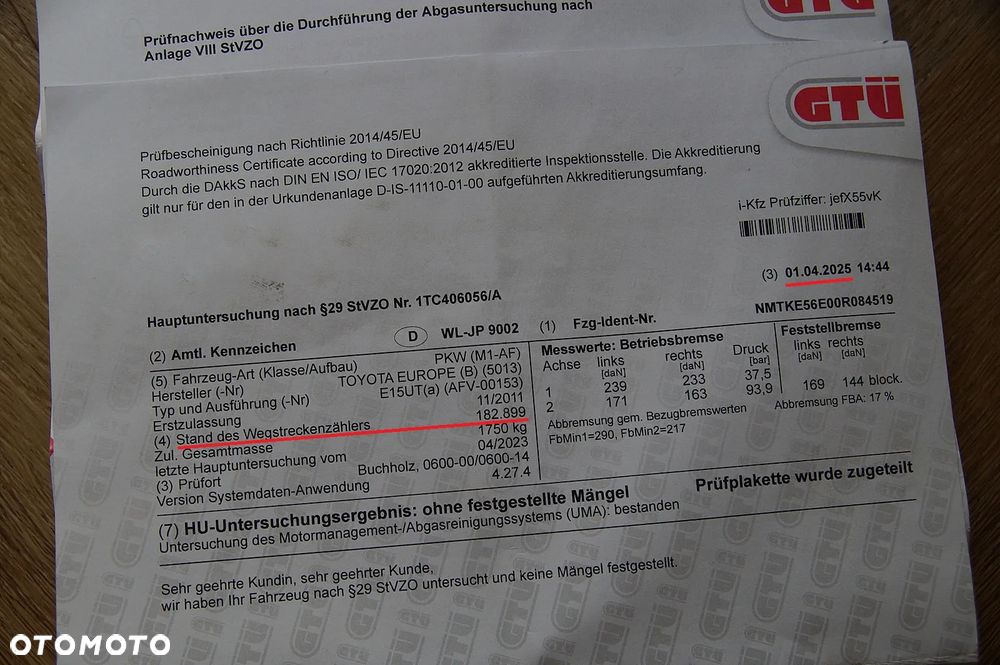 GTÜ
Prüfnachweis über die Durchführung der Abgasuntersuchung nach
Anlage VIII StVZO
GTÜ
Prüfbescheinigung nach Richtlinie 2014/45/EU
Roadworthiness Certificate according to Directive 2014/45/EU
Durch die DAkkS nach DIN EN ISO/ IEC 17020:2012 akkreditierte Inspektionsstelle. Die Akkreditierung
gilt nur für den in der Urkundenanlage D-IS-11110-01-00 aufgeführten Akkreditierungsumfang.
i-Kfz Prüfziffer: jefX55vK
(3) 01.04.2025 14:44
Hauptuntersuchung nach §29 StVZO Nr. 1TC406056/A
(2) Amtl. Kennzeichen D WL-JP 9002 (1) Fzg-Ident-Nr. NMTKE56E00R084519
(5) Fahrzeug-Art (Klasse/Aufbau) PKW (M1-AF)
Hersteller (-Nr) TOYOTA EUROPE (B) (5013)
Typ und Ausführung (-Nr) E15UT(a) (AFV-00153)
Erstzulassung 11/2011
(4) Stand des Wegstreckenzählers 182.899
Zul. Gesamtmasse 1750 kg
letzte Hauptuntersuchung vom 04/2023
(3) Prüfort Buchholz, 0600-00/0600-14
Version Systemdaten-Anwendung 4.27.4
Messwerte: Betriebsbremse Feststellbremse
Achse links rechts Druck links rechts
[daN] [daN] [bar] [daN] [daN]
1 239 233 37,5
2 171 163 93,9 169 144 block.
Abbremsung gem. Bezugbremswerten Abbremsung FBA: 17 %
FbMin1=290, FbMin2=217
(7) HU-Untersuchungsergebnis: ohne festgestellte Mängel Prüfplakette wurde zugeteilt
Untersuchung des Motormanagement-/Abgasreinigungssystems (UMA): bestanden
Sehr geehrte Kundin, sehr geehrter Kunde,
wir haben Ihr Fahrzeug nach §29 StVZO untersucht und keine Mängel festgestellt.
OTOMOTO